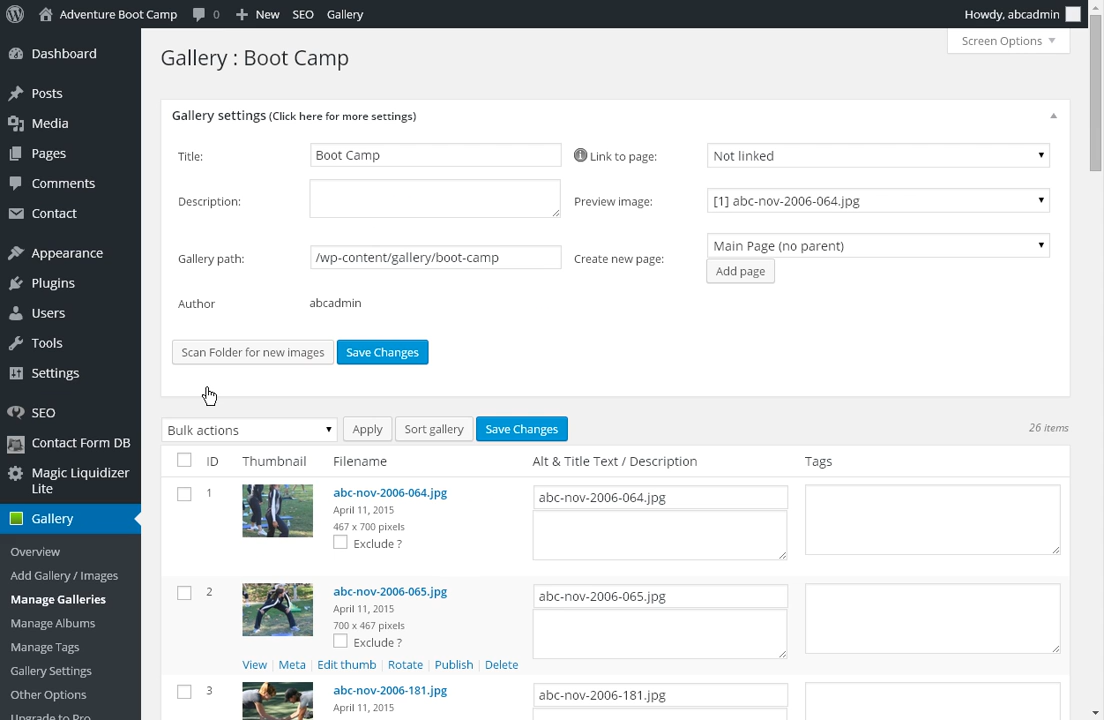 Adventure Boot Camp 0 New SEO Gallery Howdy, abcadmin
Screen Options
Dashboard
Posts
Media
Pages
Comments
Contact
Appearance
Plugins
Users
Tools
Settings
SEO
Contact Form DB
Magic Liquidizer
Lite
Gallery
Overview
Add Gallery / Images
Manage Galleries
Manage Albums
Manage Tags
Gallery Settings
Other Options
Upgrade to Pro
Gallery : Boot Camp
Gallery settings (Click here for more settings)
Title: Boot Camp Link to page: Not linked
Description: Preview image: [1] abc-nov-2006-064.jpg
Gallery path: /wp-content/gallery/boot-camp Create new page: Main Page (no parent)
Add page
Author abcadmin
Scan Folder for new images Save Changes
Bulk actions Apply Sort gallery Save Changes 26 items
ID Thumbnail Filename Alt & Title Text / Description Tags
1 abc-nov-2006-064.jpg abc-nov-2006-064.jpg
April 11, 2015
467 x 700 pixels
Exclude ?
2 abc-nov-2006-065.jpg abc-nov-2006-065.jpg
April 11, 2015
700 x 467 pixels
Exclude ?
View | Meta | Edit thumb | Rotate | Publish | Delete
3 abc-nov-2006-181.jpg abc-nov-2006-181.jpg
April 11, 2015